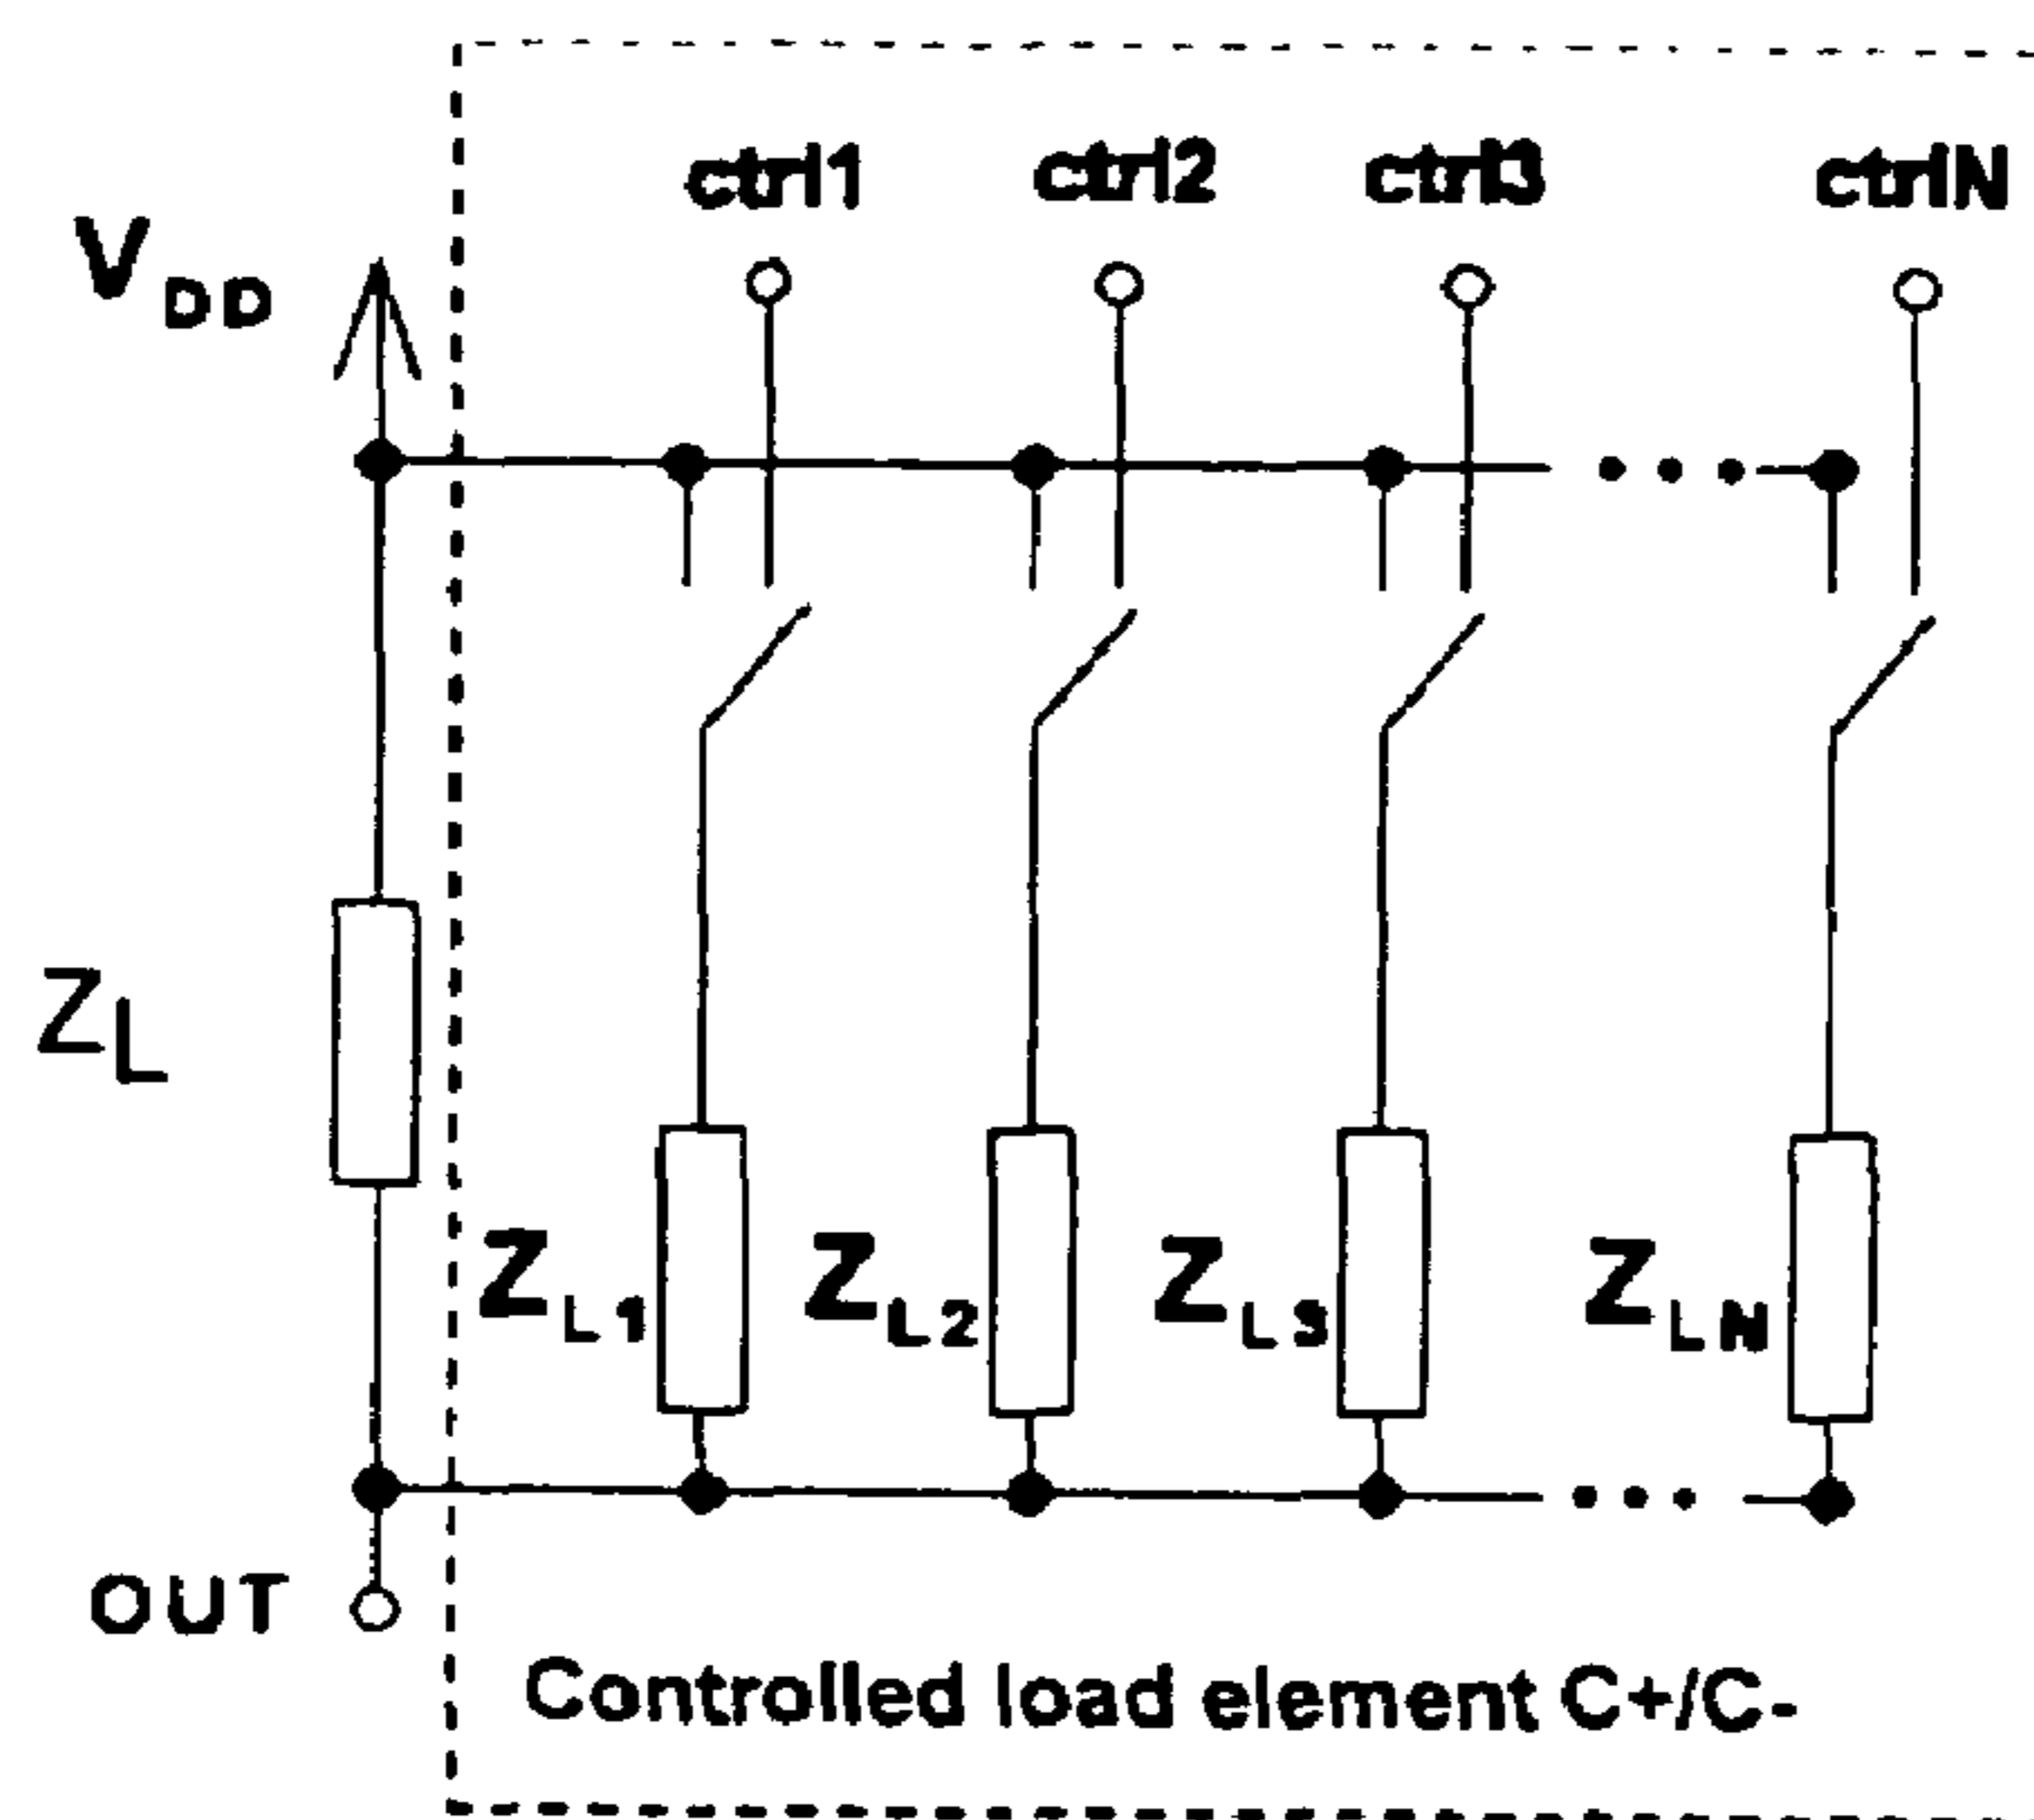 ctrl1 ctrl2 ctrl3 ctrlN
VDD
ZL
ZL1 ZL2 ZL3 ZLN
OUT
Controlled load element C+/C-